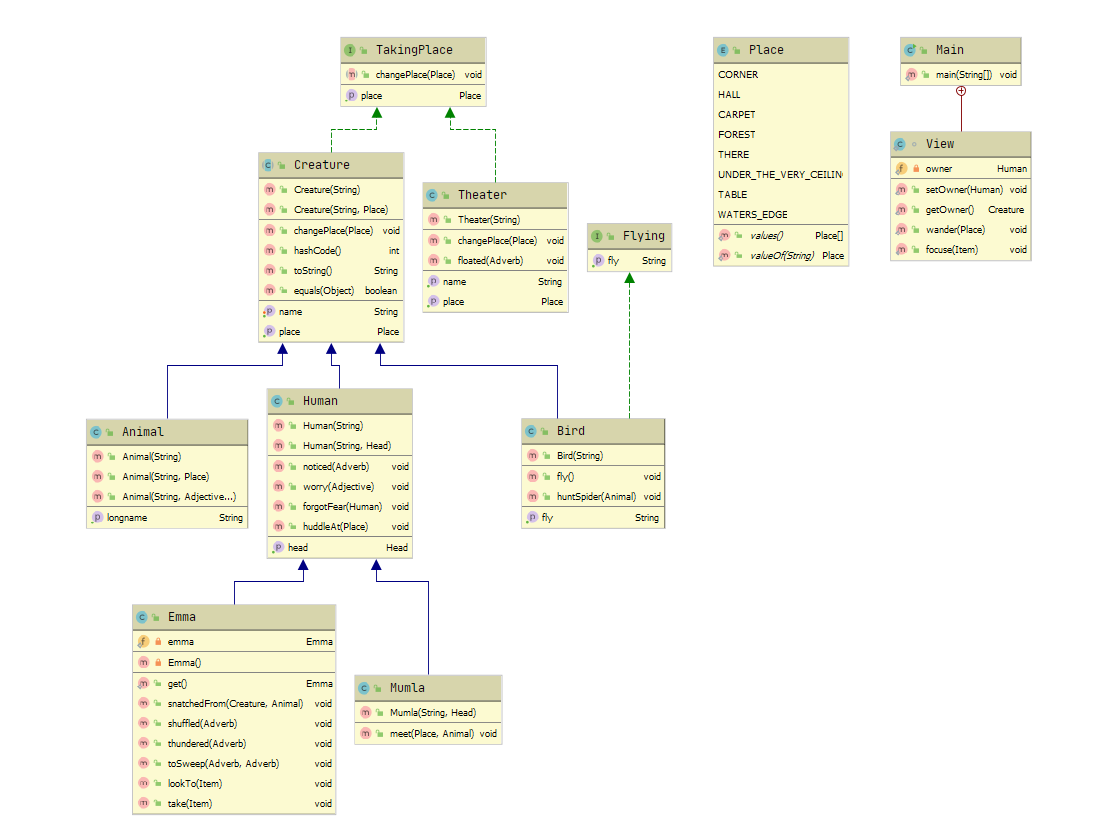 TakingPlace
changePlace(Place) void
place Place
Place
CORNER
HALL
CARPET
FOREST
THERE
UNDER_THE_VERY_CEILIN
TABLE
WATERS_EDGE
values() Place[]
valueOf(String) Place
Main
main(String[]) void
View
owner Human
setOwner(Human) void
getOwner() Creature
wander(Place) void
focuse(Item) void
Creature
Creature(String)
Creature(String, Place)
changePlace(Place) void
hashCode() int
toString() String
equals(Object) boolean
name String
place Place
Theater
Theater(String)
changePlace(Place) void
floated(Adverb) void
name String
place Place
Flying
fly String
Animal
Animal(String)
Animal(String, Place)
Animal(String, Adjective...)
longname String
Human
Human(String)
Human(String, Head)
noticed(Adverb) void
worry(Adjective) void
forgotFear(Human) void
huddleAt(Place) void
head Head
Bird
Bird(String)
fly() void
huntSpider(Animal) void
fly String
Emma
emma Emma
Emma()
get() Emma
snatchedFrom(Creature, Animal) void
shuffled(Adverb) void
thundered(Adverb) void
toSweep(Adverb, Adverb) void
lookTo(Item) void
take(Item) void
Mumla
Mumla(String, Head)
meet(Place, Animal) void